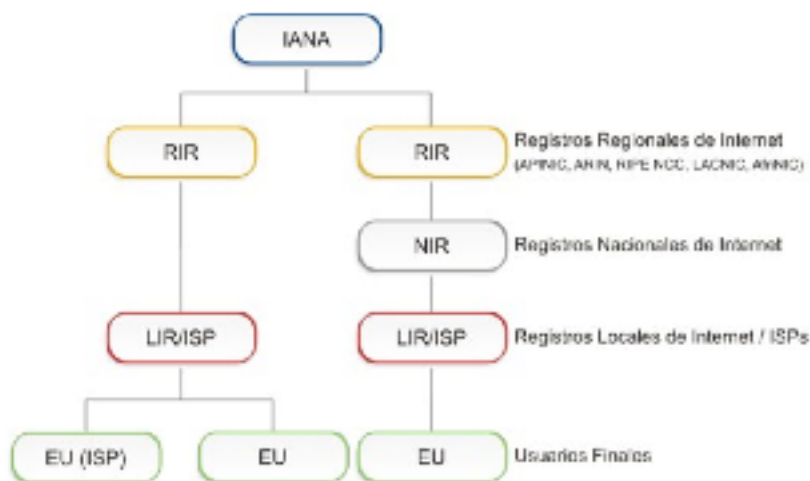 IANA
RIR
RIR
Registros Regionales de Internet
(APNIC, ARIN, RIPE NCC, LACNIC, AfriNIC)
NIR
Registros Nacionales de Internet
LIR/ISP
LIR/ISP
Registros Locales de Internet / ISPs
EU (ISP)
EU
EU
Usuarios Finales